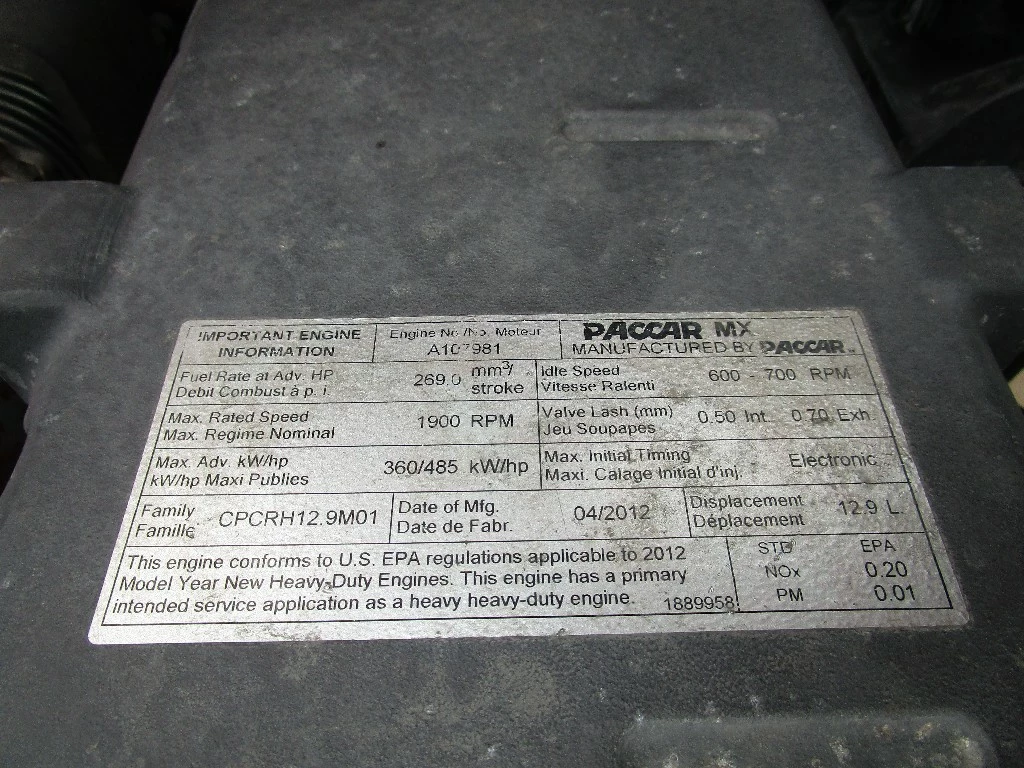 IMPORTANT ENGINE
INFORMATION
Engine No./No. Moteur
A107981
PACCAR MX
MANUFACTURED BY PACCAR
Fuel Rate at Adv. HP
Debit Combust à p. i.
269.0 mm³/
stroke
Idle Speed
Vitesse Ralenti
600 - 700 RPM
Max. Rated Speed
Max. Regime Nominal
1900 RPM
Valve Lash (mm)
Jeu Soupapes
0.50 Int. 0.70 Exh.
Max. Adv. kW/hp
kW/hp Maxi Publies
360/485 kW/hp
Max. Initial Timing
Maxi. Calage Initial d'inj.
Electronic
Family
Famille
CPCRH12.9M01
Date of Mfg.
Date de Fabr.
04/2012
Displacement
Déplacement
12.9 L.
This engine conforms to U.S. EPA regulations applicable to 2012
Model Year New Heavy-Duty Engines. This engine has a primary
intended service application as a heavy heavy-duty engine. 1889958
STD EPA
NOx 0.20
PM 0.01